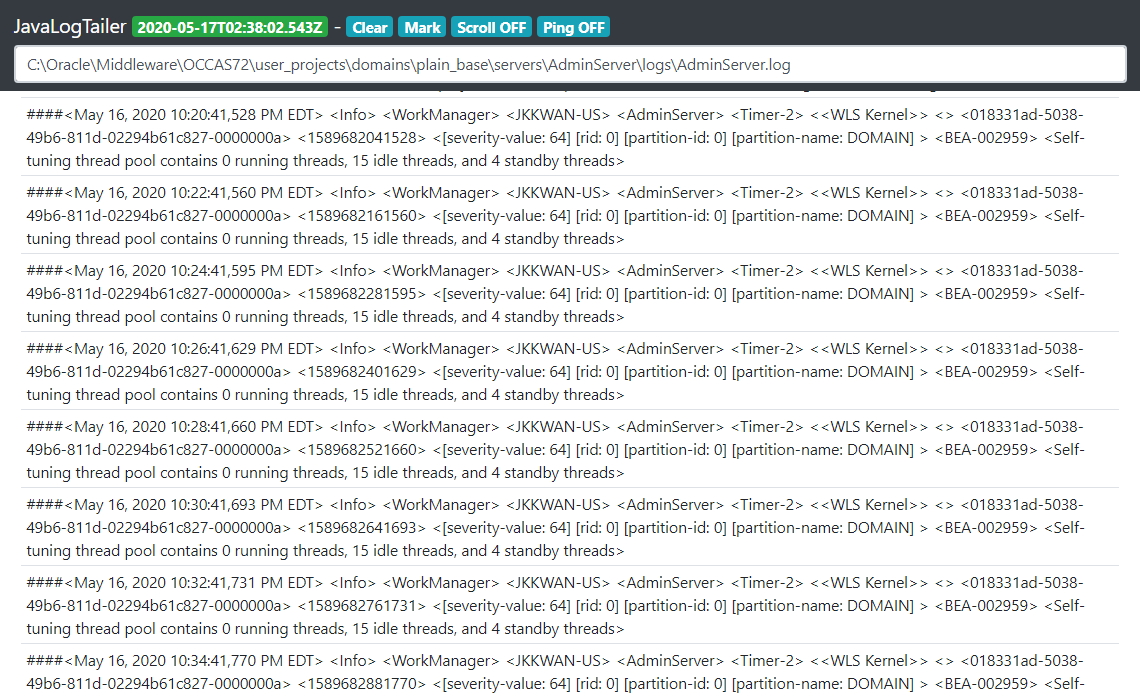 JavaLogTailer 2020-05-17T02:38:02.543Z - Clear Mark Scroll OFF Ping OFF
C:\Oracle\Middleware\OCCAS72\user_projects\domains\plain_base\servers\AdminServer\logs\AdminServer.log
####<May 16, 2020 10:20:41,528 PM EDT> <Info> <WorkManager> <JKKWAN-US> <AdminServer> <Timer-2> <<WLS Kernel>> <> <018331ad-5038-
49b6-811d-02294b61c827-0000000a> <1589682041528> <[severity-value: 64] [rid: 0] [partition-id: 0] [partition-name: DOMAIN] > <BEA-002959> <Self-
tuning thread pool contains 0 running threads, 15 idle threads, and 4 standby threads>
####<May 16, 2020 10:22:41,560 PM EDT> <Info> <WorkManager> <JKKWAN-US> <AdminServer> <Timer-2> <<WLS Kernel>> <> <018331ad-5038-
49b6-811d-02294b61c827-0000000a> <1589682161560> <[severity-value: 64] [rid: 0] [partition-id: 0] [partition-name: DOMAIN] > <BEA-002959> <Self-
tuning thread pool contains 0 running threads, 15 idle threads, and 4 standby threads>
####<May 16, 2020 10:24:41,595 PM EDT> <Info> <WorkManager> <JKKWAN-US> <AdminServer> <Timer-2> <<WLS Kernel>> <> <018331ad-5038-
49b6-811d-02294b61c827-0000000a> <1589682281595> <[severity-value: 64] [rid: 0] [partition-id: 0] [partition-name: DOMAIN] > <BEA-002959> <Self-
tuning thread pool contains 0 running threads, 15 idle threads, and 4 standby threads>
####<May 16, 2020 10:26:41,629 PM EDT> <Info> <WorkManager> <JKKWAN-US> <AdminServer> <Timer-2> <<WLS Kernel>> <> <018331ad-5038-
49b6-811d-02294b61c827-0000000a> <1589682401629> <[severity-value: 64] [rid: 0] [partition-id: 0] [partition-name: DOMAIN] > <BEA-002959> <Self-
tuning thread pool contains 0 running threads, 15 idle threads, and 4 standby threads>
####<May 16, 2020 10:28:41,660 PM EDT> <Info> <WorkManager> <JKKWAN-US> <AdminServer> <Timer-2> <<WLS Kernel>> <> <018331ad-5038-
49b6-811d-02294b61c827-0000000a> <1589682521660> <[severity-value: 64] [rid: 0] [partition-id: 0] [partition-name: DOMAIN] > <BEA-002959> <Self-
tuning thread pool contains 0 running threads, 15 idle threads, and 4 standby threads>
####<May 16, 2020 10:30:41,693 PM EDT> <Info> <WorkManager> <JKKWAN-US> <AdminServer> <Timer-2> <<WLS Kernel>> <> <018331ad-5038-
49b6-811d-02294b61c827-0000000a> <1589682641693> <[severity-value: 64] [rid: 0] [partition-id: 0] [partition-name: DOMAIN] > <BEA-002959> <Self-
tuning thread pool contains 0 running threads, 15 idle threads, and 4 standby threads>
####<May 16, 2020 10:32:41,731 PM EDT> <Info> <WorkManager> <JKKWAN-US> <AdminServer> <Timer-2> <<WLS Kernel>> <> <018331ad-5038-
49b6-811d-02294b61c827-0000000a> <1589682761731> <[severity-value: 64] [rid: 0] [partition-id: 0] [partition-name: DOMAIN] > <BEA-002959> <Self-
tuning thread pool contains 0 running threads, 15 idle threads, and 4 standby threads>
####<May 16, 2020 10:34:41,770 PM EDT> <Info> <WorkManager> <JKKWAN-US> <AdminServer> <Timer-2> <<WLS Kernel>> <> <018331ad-5038-
49b6-811d-02294b61c827-0000000a> <1589682881770> <[severity-value: 64] [rid: 0] [partition-id: 0] [partition-name: DOMAIN] > <BEA-002959> <Self-